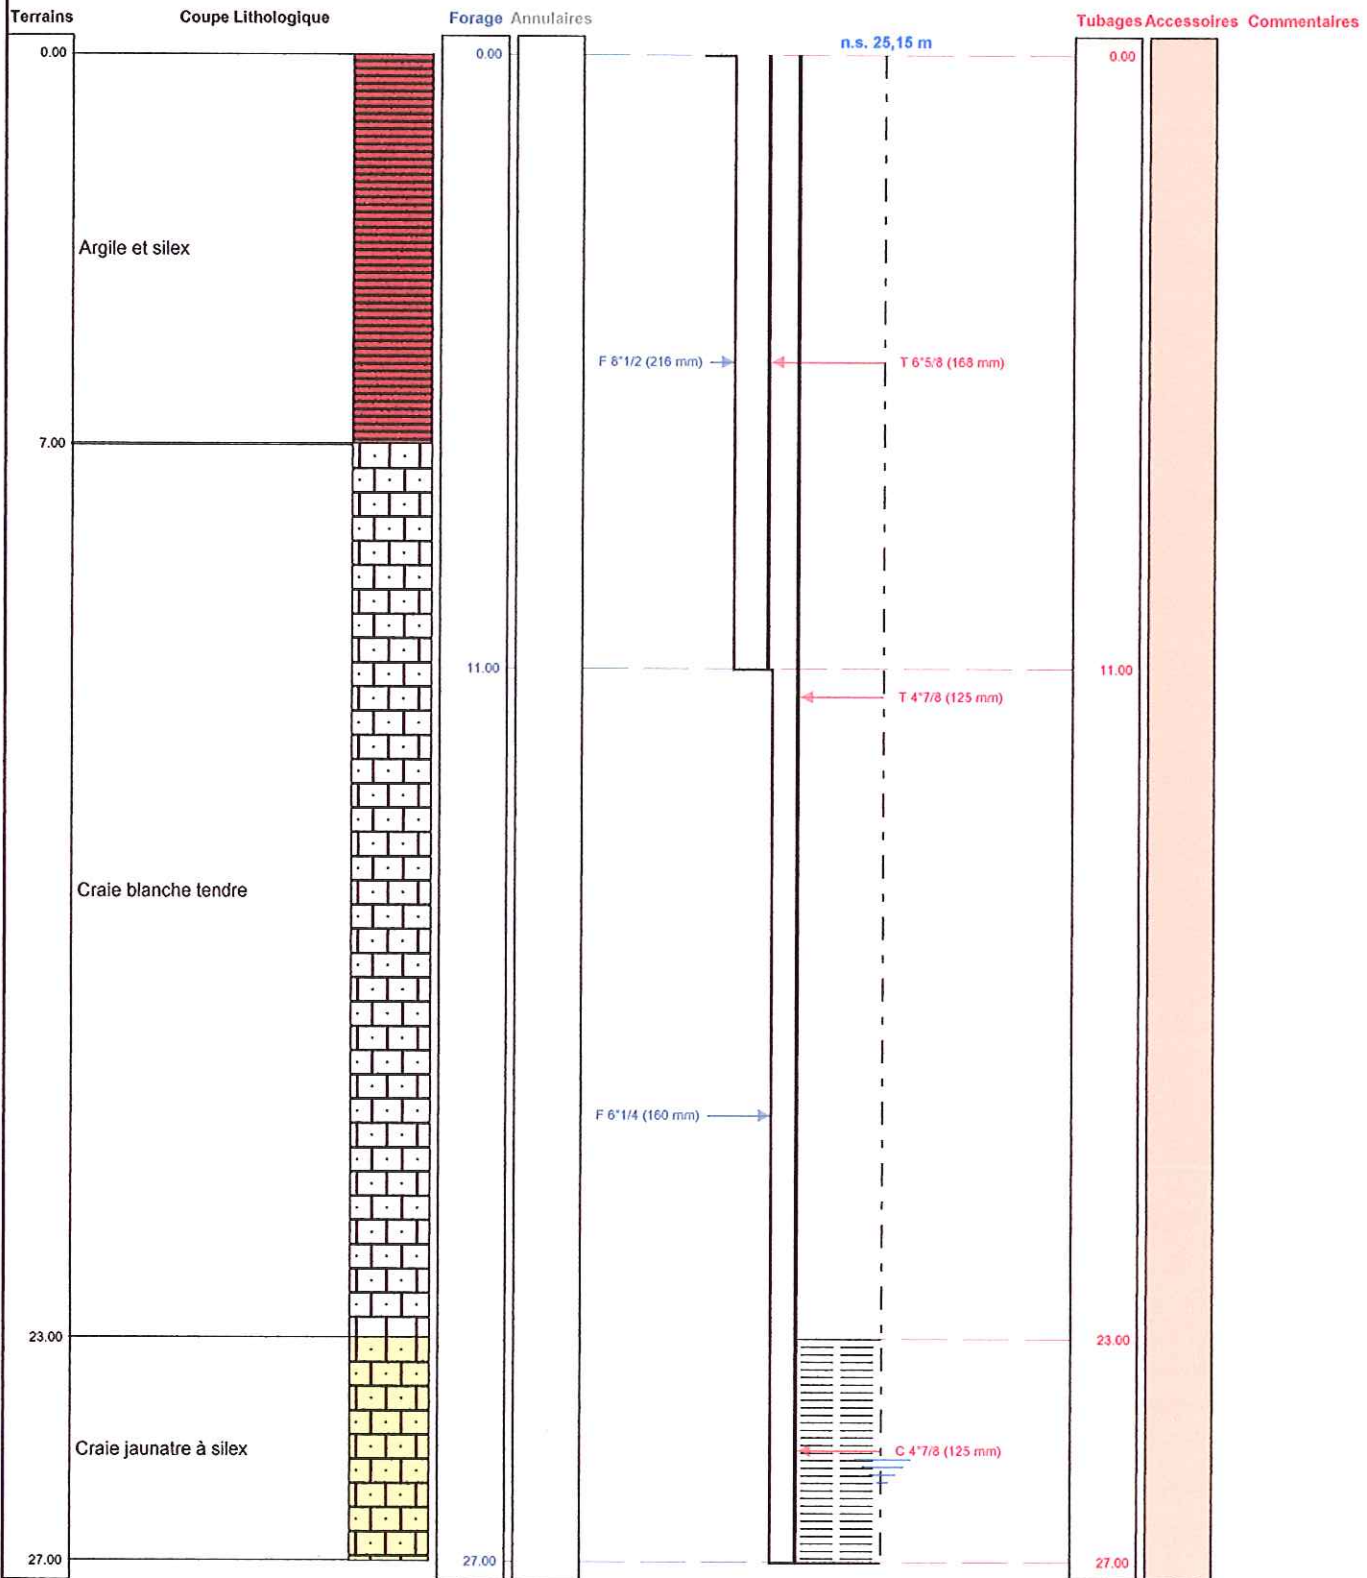 Terrains Coupe Lithologique Forage Annulaires Tubages Accessoires Commentaires
0.00 0.00 n.s. 25,15 m 0.00
Argile et silex
F 8"1/2 (216 mm) T 6"5/8 (168 mm)
7.00
11.00 11.00
T 4"7/8 (125 mm)
Craie blanche tendre
F 6"1/4 (160 mm)
23.00 23.00
Craie jaunatre à silex C 4"7/8 (125 mm)
27.00 27.00 27.00